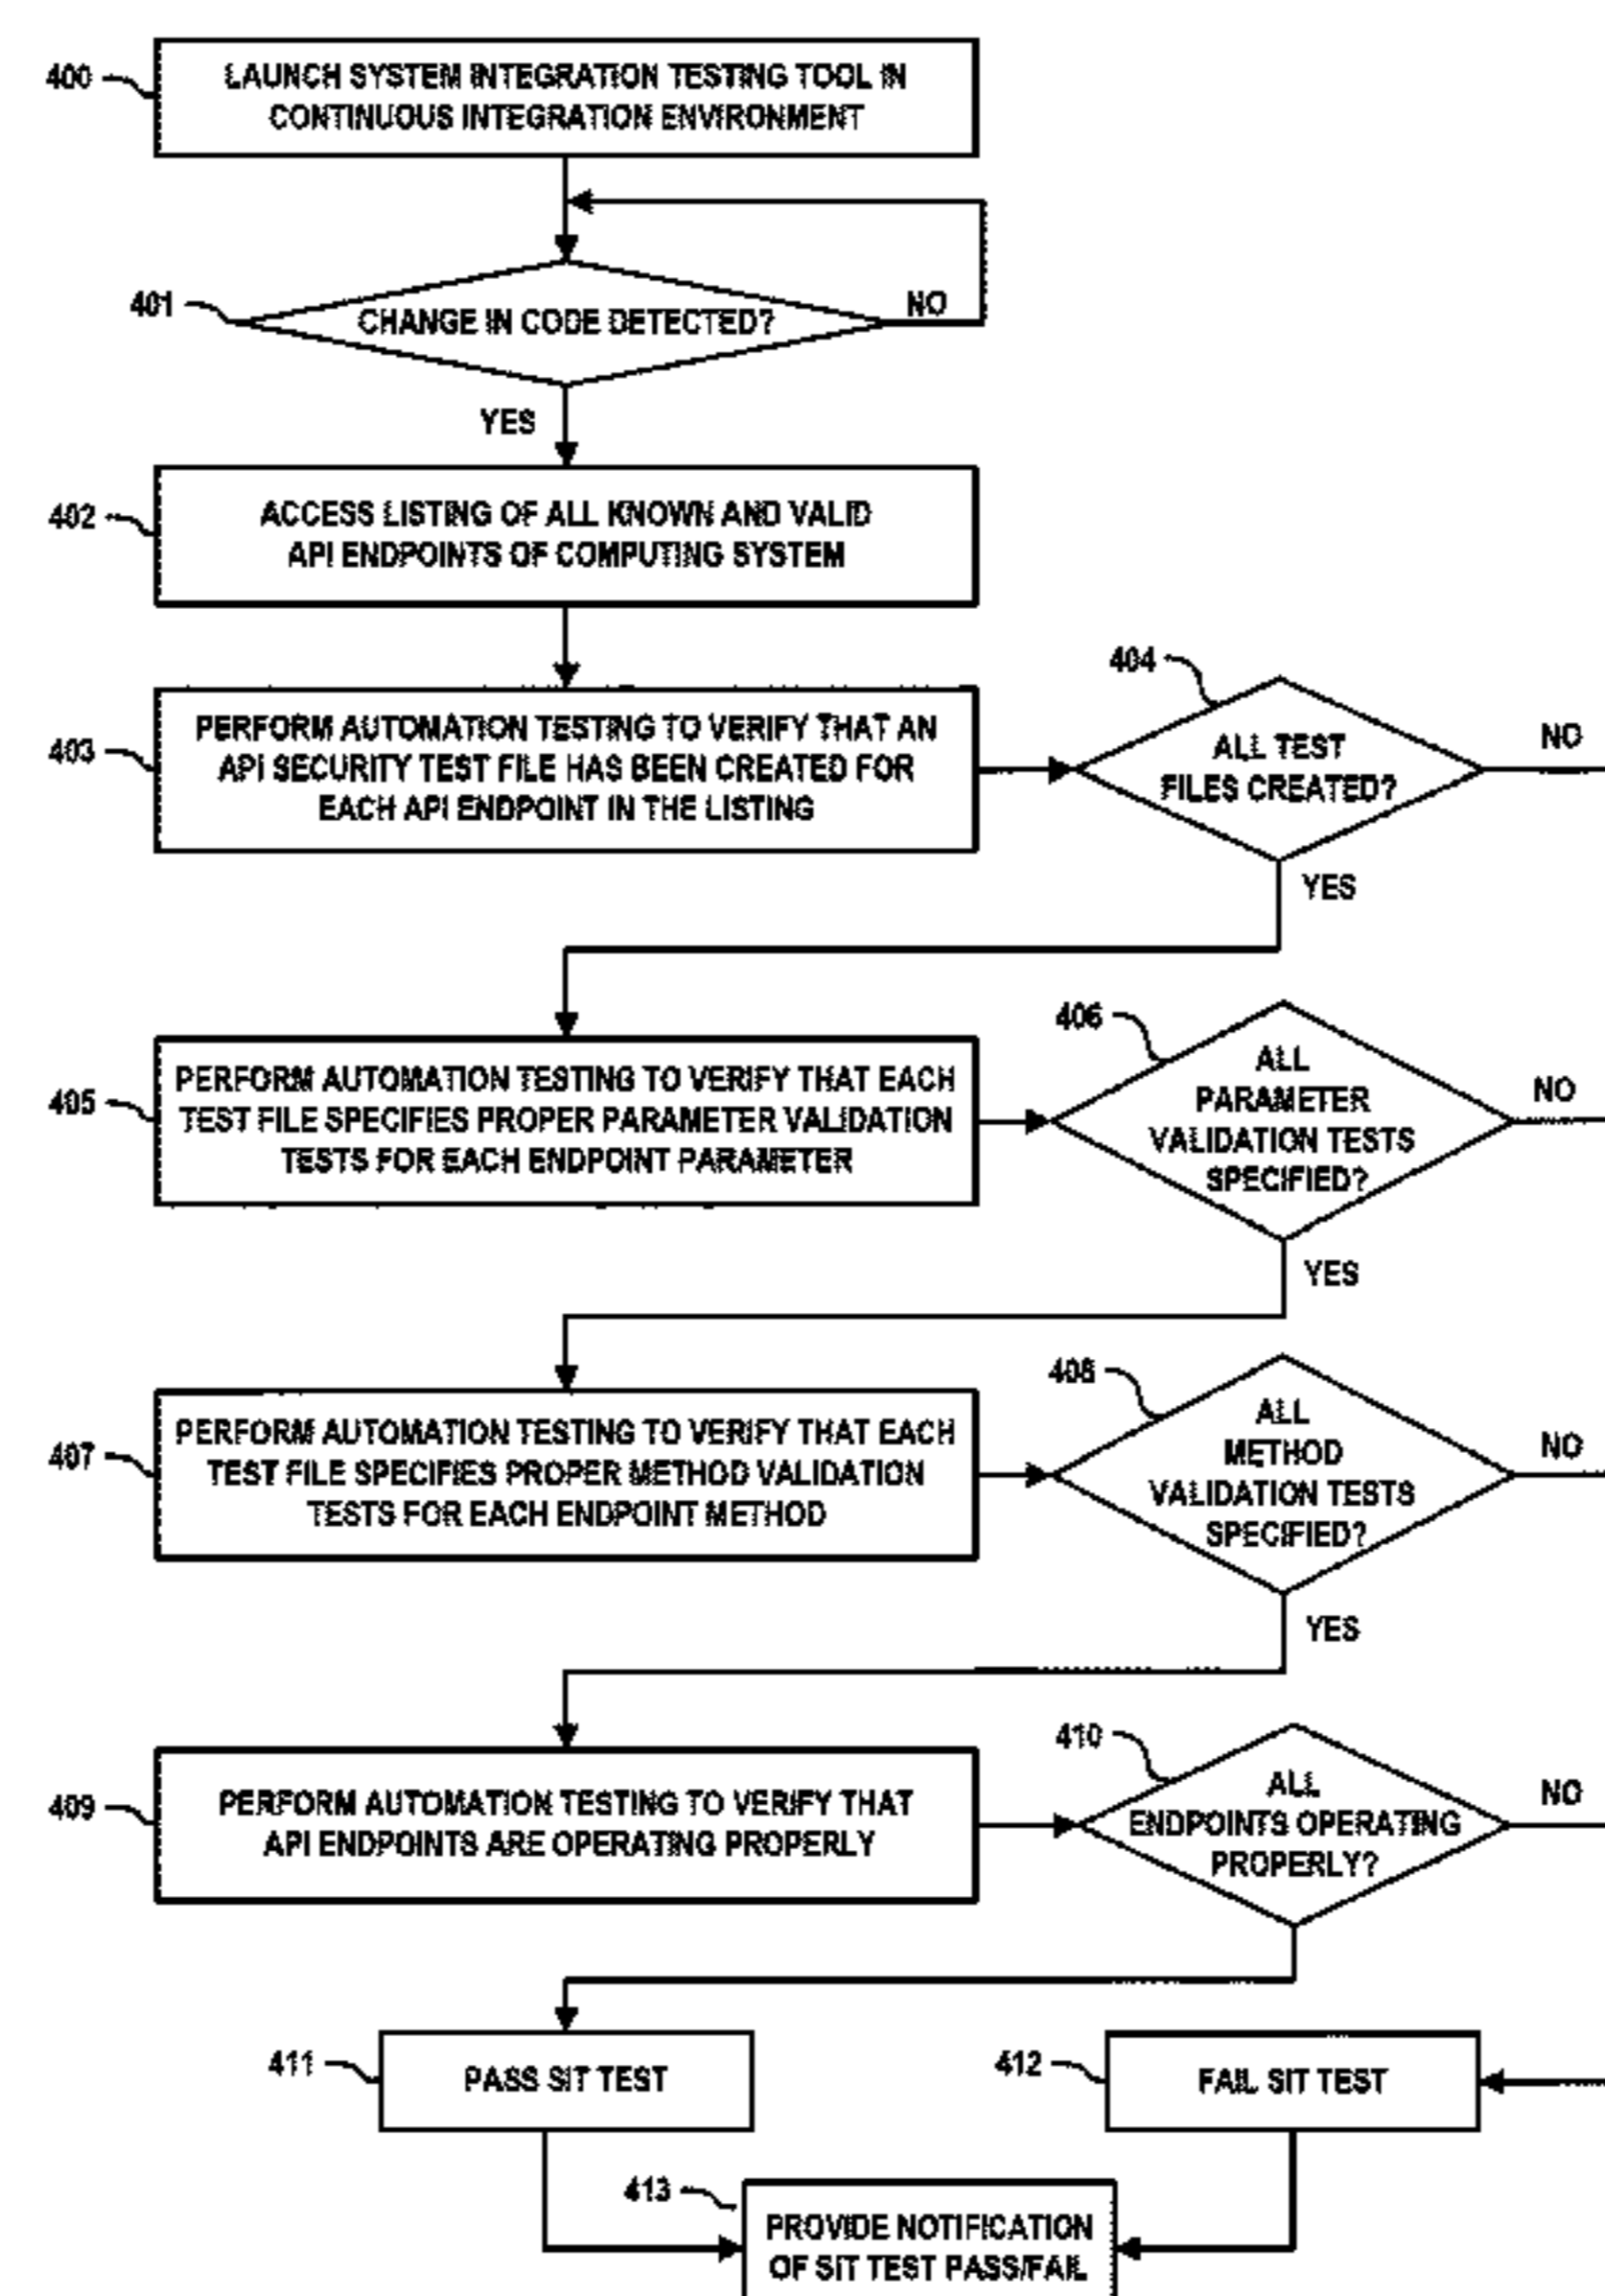 400
LAUNCH SYSTEM INTEGRATION TESTING TOOL IN
CONTINUOUS INTEGRATION ENVIRONMENT
401
CHANGE IN CODE DETECTED?
NO
YES
402
ACCESS LISTING OF ALL KNOWN AND VALID
API ENDPOINTS OF COMPUTING SYSTEM
403
PERFORM AUTOMATION TESTING TO VERIFY THAT AN
API SECURITY TEST FILE HAS BEEN CREATED FOR
EACH API ENDPOINT IN THE LISTING
404
ALL TEST
FILES CREATED?
NO
YES
405
PERFORM AUTOMATION TESTING TO VERIFY THAT EACH
TEST FILE SPECIFIES PROPER PARAMETER VALIDATION
TESTS FOR EACH ENDPOINT PARAMETER
406
ALL
PARAMETER
VALIDATION TESTS
SPECIFIED?
NO
YES
407
PERFORM AUTOMATION TESTING TO VERIFY THAT EACH
TEST FILE SPECIFIES PROPER METHOD VALIDATION
TESTS FOR EACH ENDPOINT METHOD
408
ALL
METHOD
VALIDATION TESTS
SPECIFIED?
NO
YES
409
PERFORM AUTOMATION TESTING TO VERIFY THAT
API ENDPOINTS ARE OPERATING PROPERLY
410
ALL
ENDPOINTS OPERATING
PROPERLY?
NO
411
PASS SIT TEST
412
FAIL SIT TEST
413
PROVIDE NOTIFICATION
OF SIT TEST PASS/FAIL